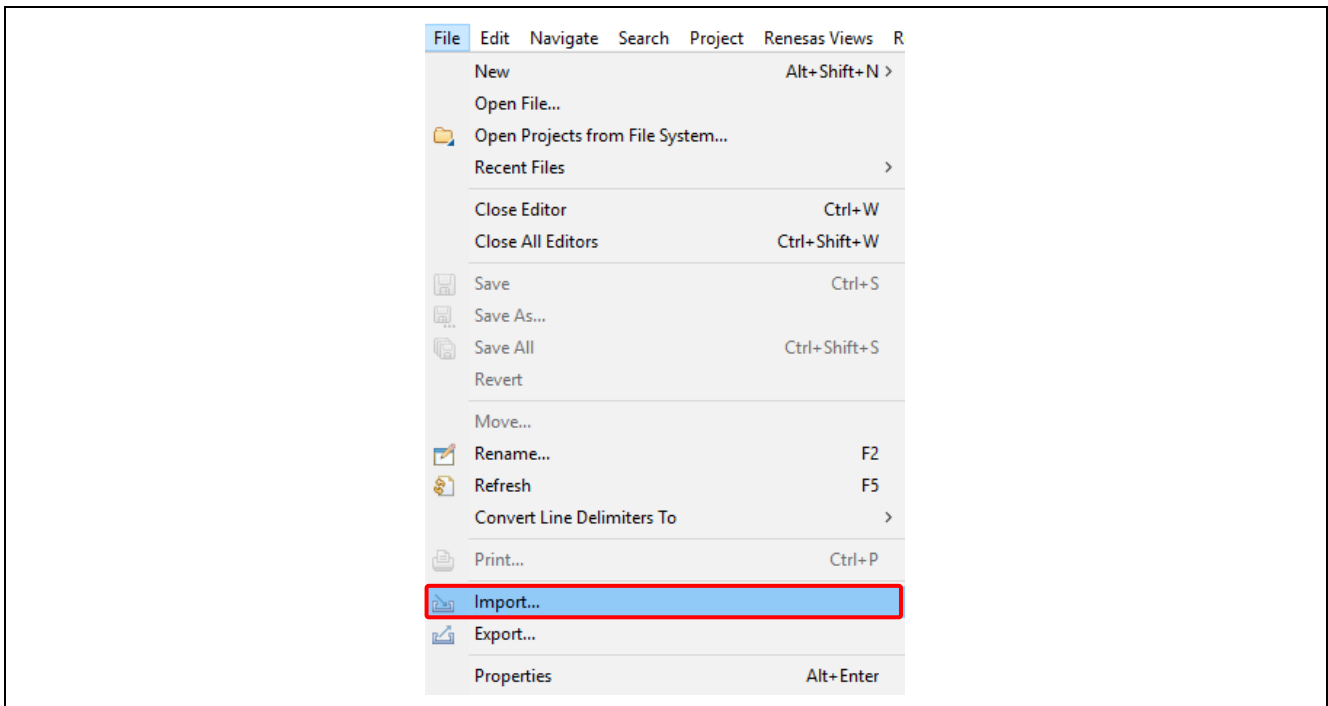 File Edit Navigate Search Project Renesas Views R
New Alt+Shift+N >
Open File...
Open Projects from File System...
Recent Files >
Close Editor Ctrl+W
Close All Editors Ctrl+Shift+W
Save Ctrl+S
Save As...
Save All Ctrl+Shift+S
Revert
Move...
Rename... F2
Refresh F5
Convert Line Delimiters To >
Print... Ctrl+P
Import...
Export...
Properties Alt+Enter